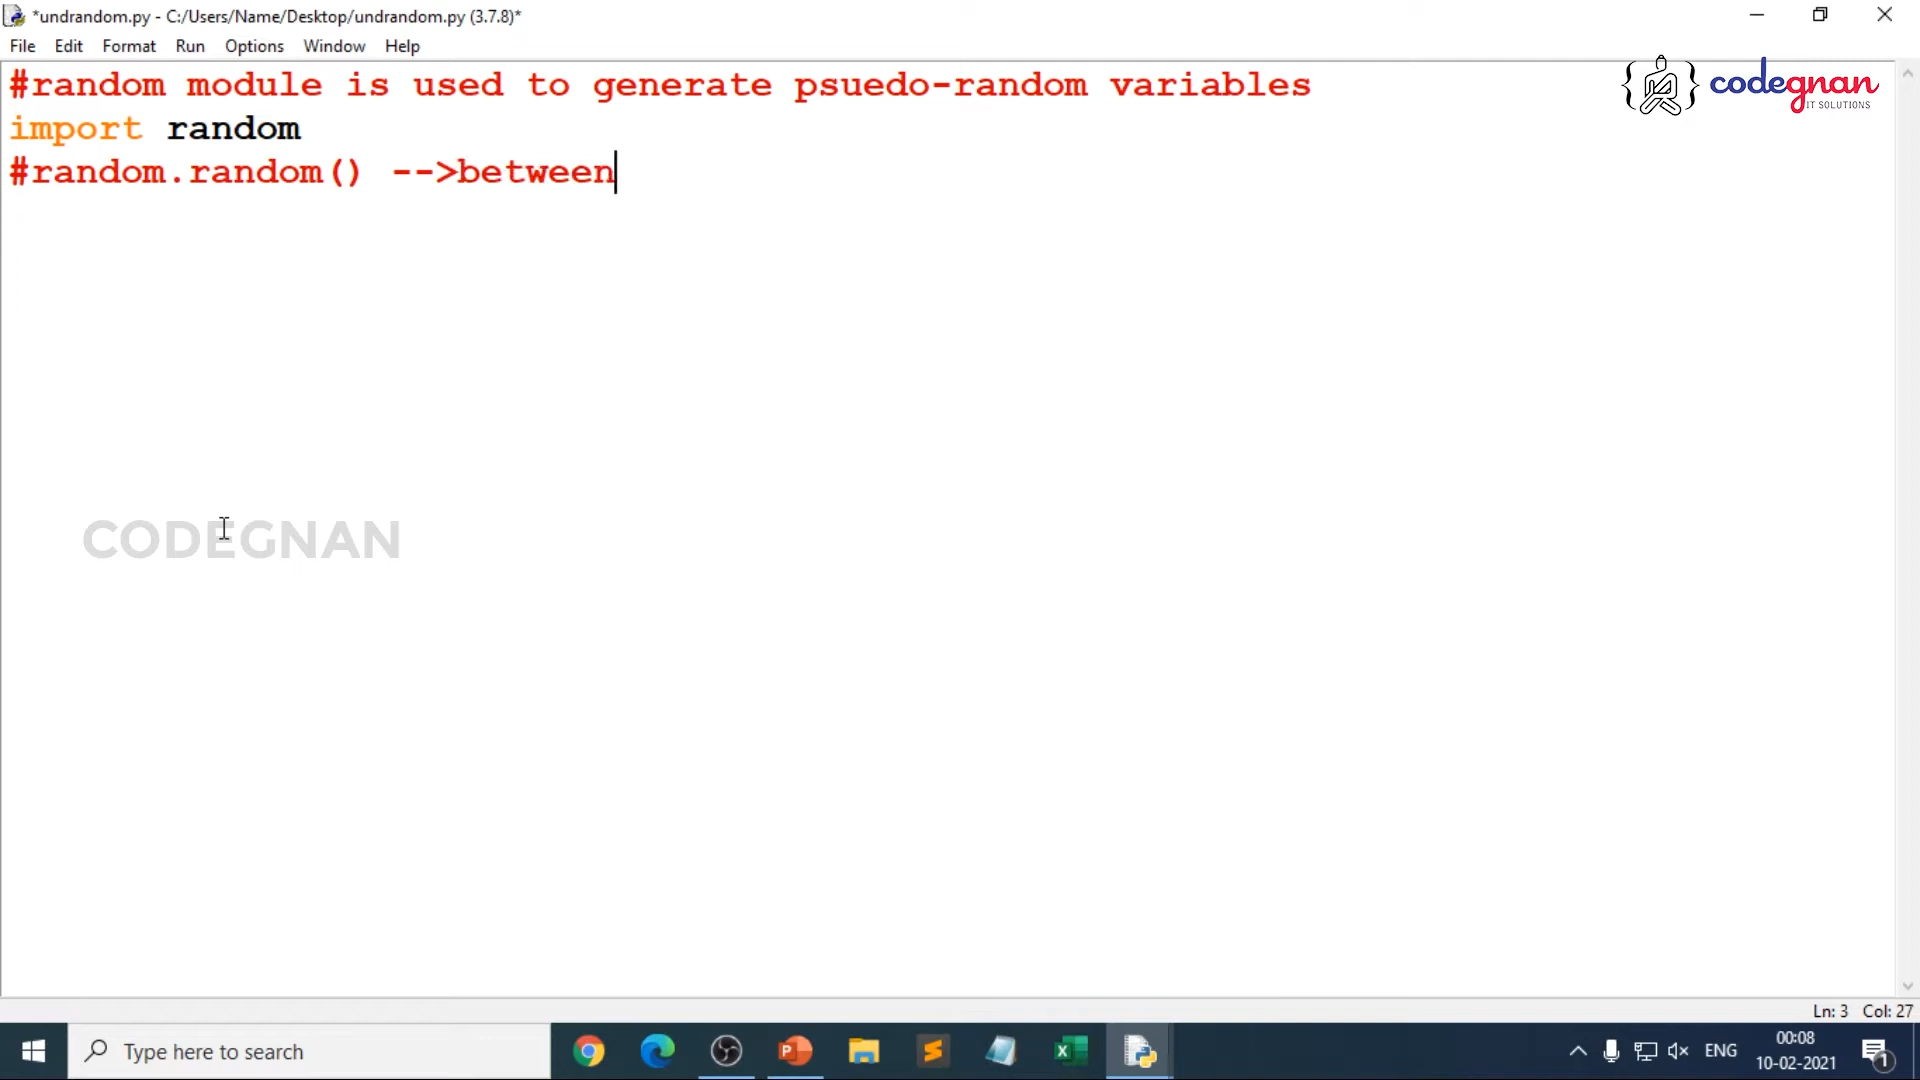 *undrandom.py - C:/Users/Name/Desktop/undrandom.py (3.7.8)*
File Edit Format Run Options Window Help
#random module is used to generate psuedo-random variables
import random
#random.random() -->between
codegnan
IT SOLUTIONS
CODEGNAN
Ln: 3 Col: 27
Type here to search
ENG
00:08
10-02-2021
1